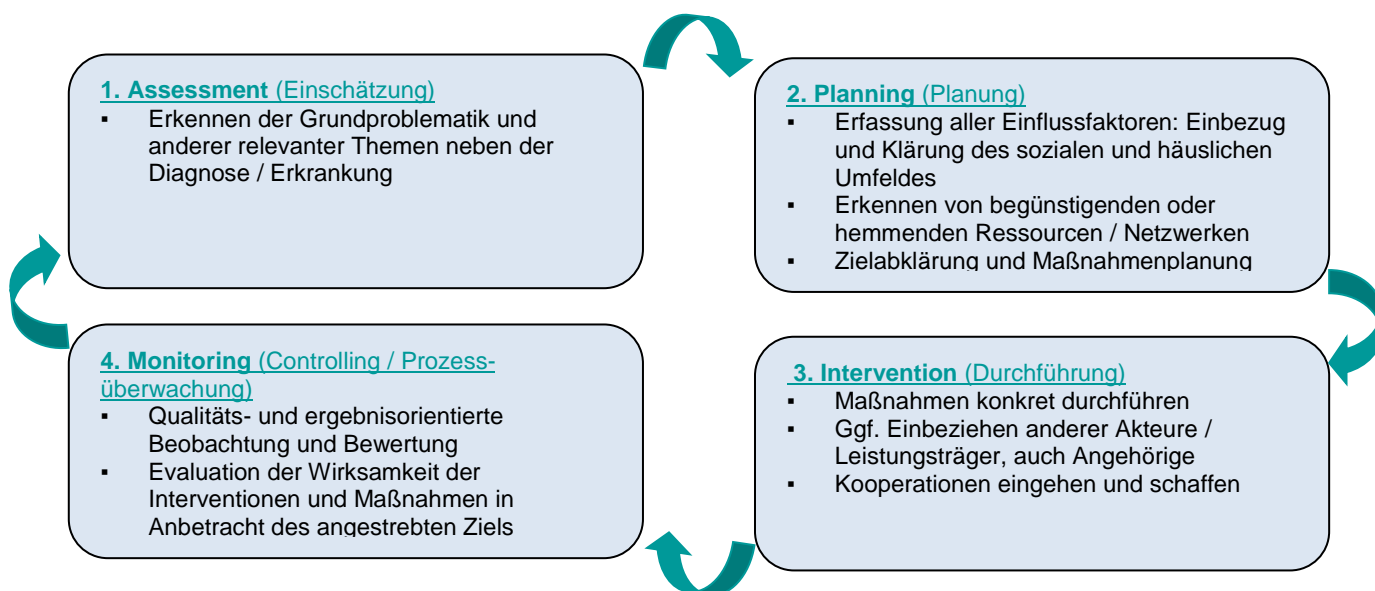 1. Assessment (Einschätzung)
▪ Erkennen der Grundproblematik und
anderer relevanter Themen neben der
Diagnose / Erkrankung
2. Planning (Planung)
▪ Erfassung aller Einflussfaktoren: Einbezug
und Klärung des sozialen und häuslichen
Umfeldes
▪ Erkennen von begünstigenden oder
hemmenden Ressourcen / Netzwerken
▪ Zielabklärung und Maßnahmenplanung
3. Intervention (Durchführung)
▪ Maßnahmen konkret durchführen
▪ Ggf. Einbeziehen anderer Akteure /
Leistungsträger, auch Angehörige
▪ Kooperationen eingehen und schaffen
4. Monitoring (Controlling / Prozess-
überwachung)
▪ Qualitäts- und ergebnisorientierte
Beobachtung und Bewertung
▪ Evaluation der Wirksamkeit der
Interventionen und Maßnahmen in
Anbetracht des angestrebten Ziels